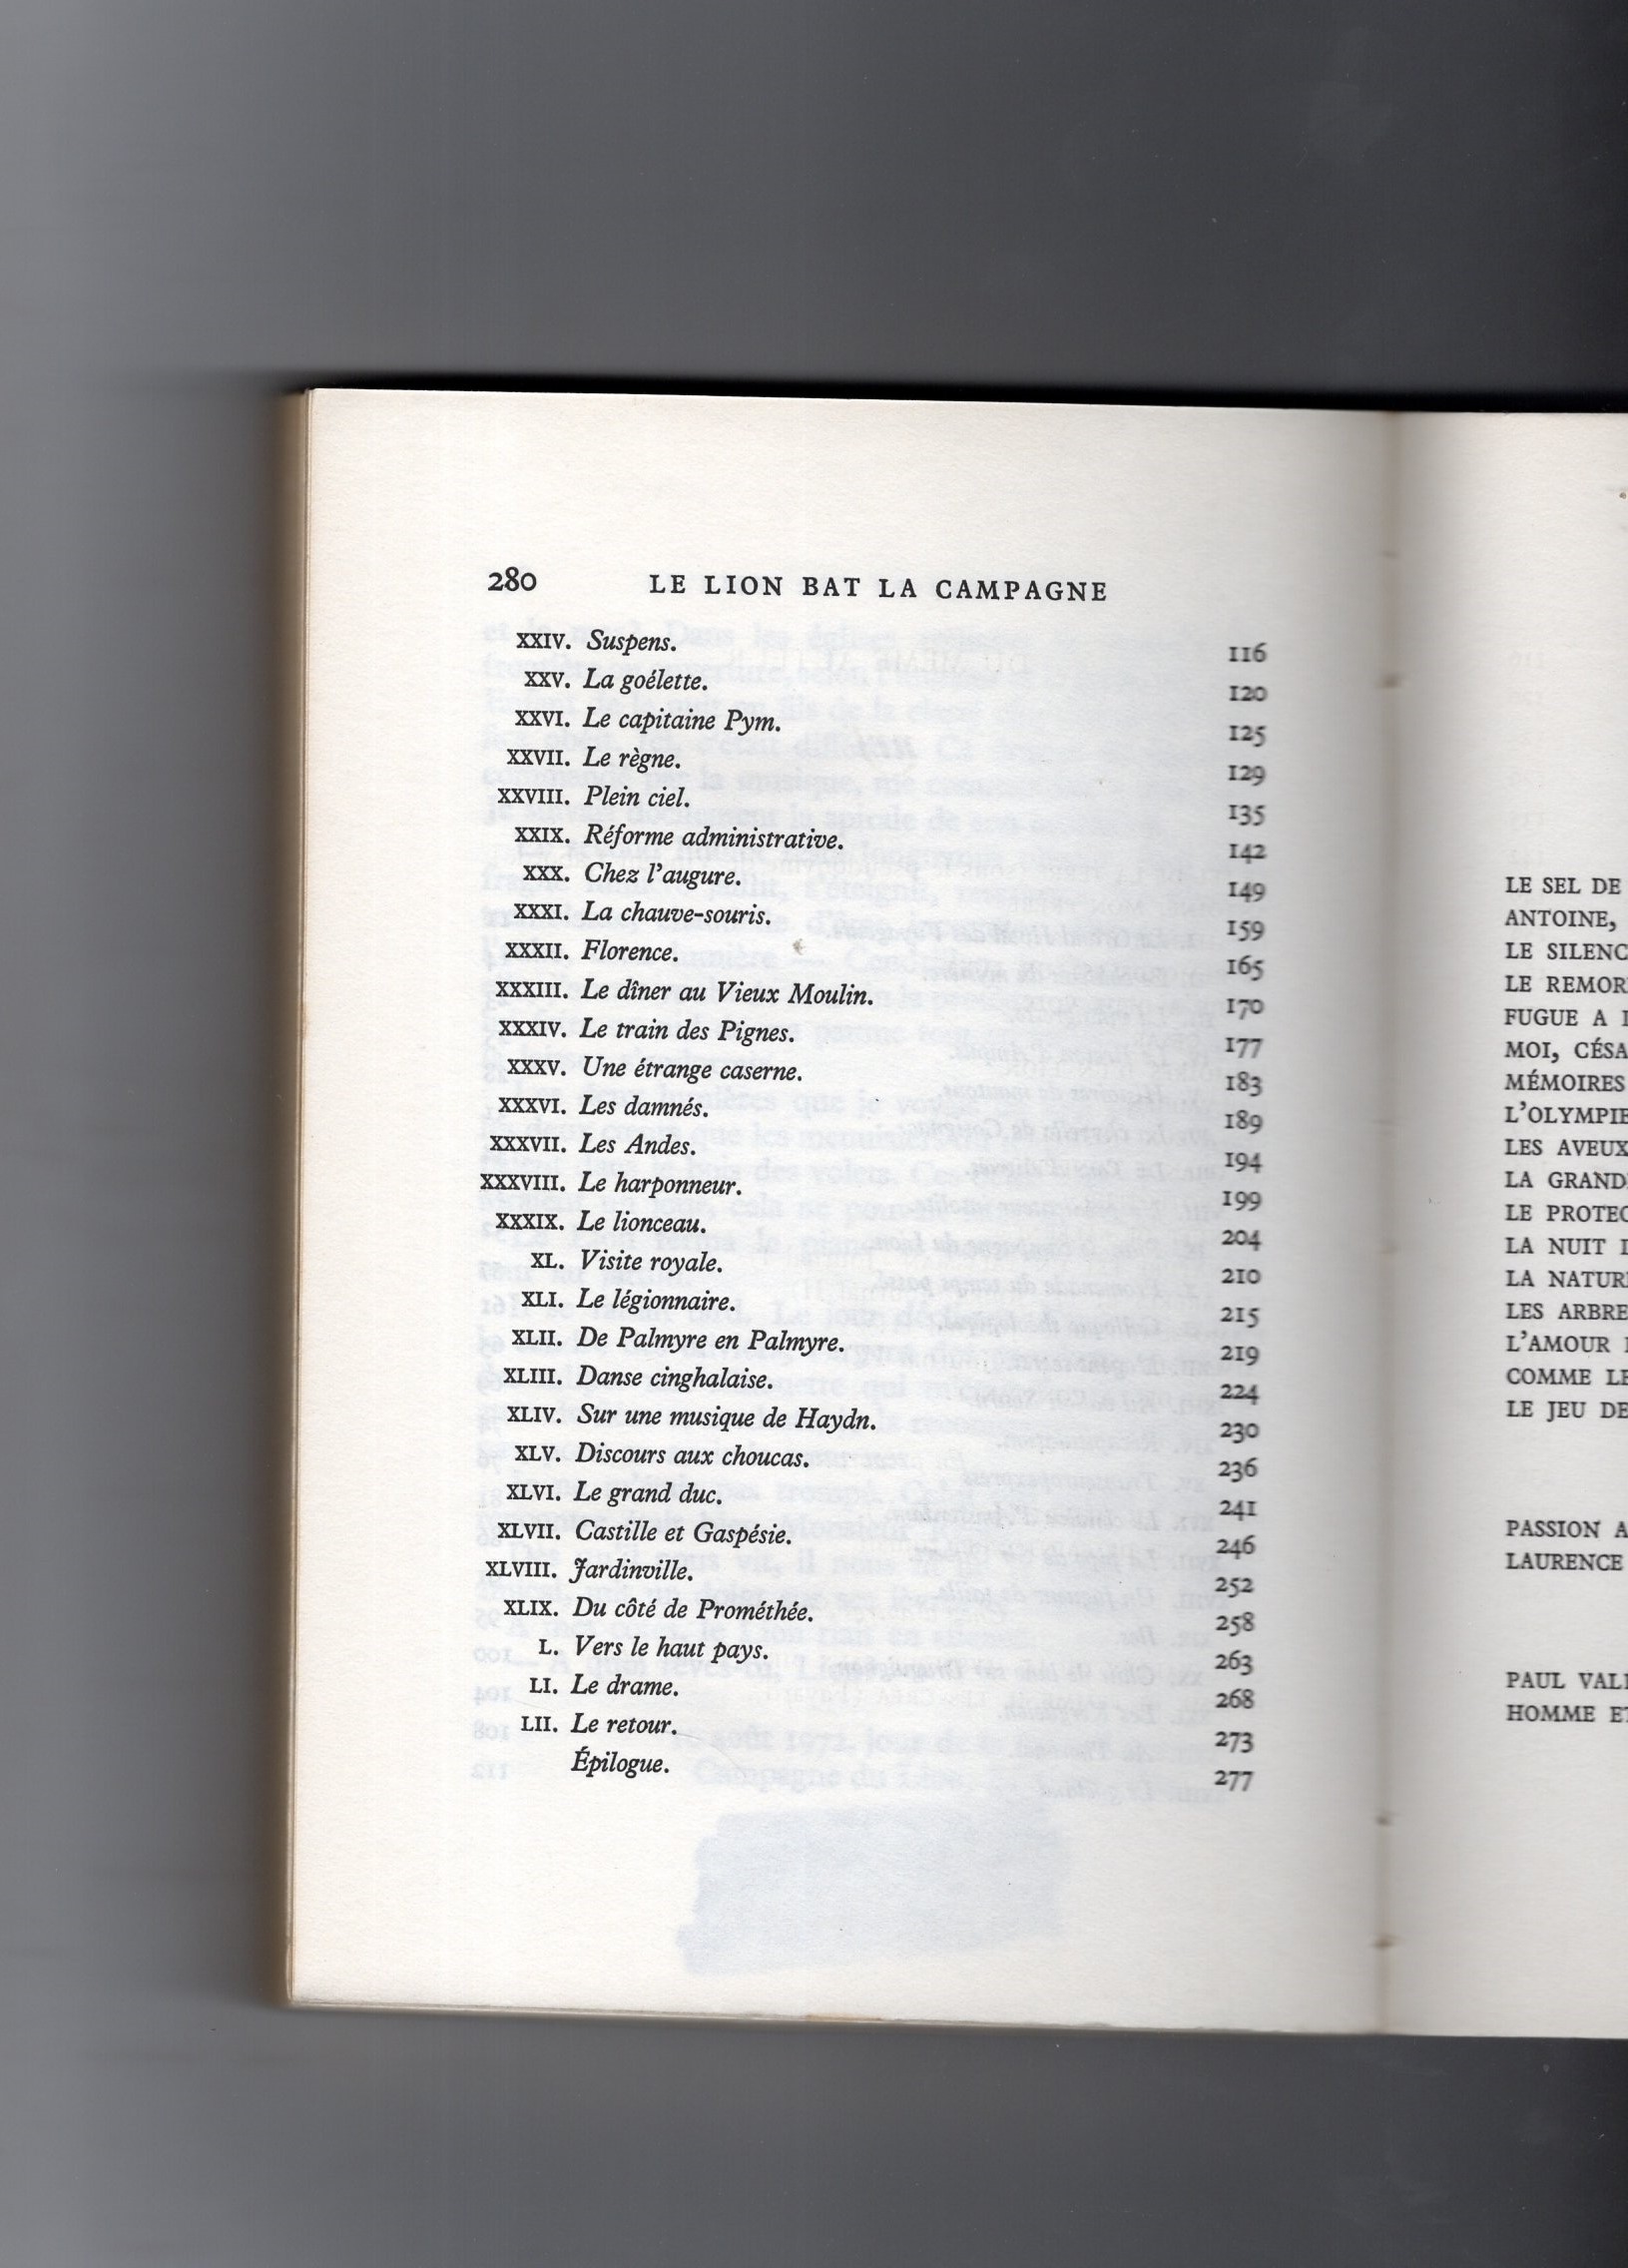 280 LE LION BAT LA CAMPAGNE
XXIV. Suspens. 116
XXV. La goélette. 120
XXVI. Le capitaine Pym. 125
XXVII. Le règne. 129
XXVIII. Plein ciel. 135
XXIX. Réforme administrative. 142
XXX. Chez l'augure. 149
XXXI. La chauve-souris. 159
XXXII. Florence. 165
XXXIII. Le dîner au Vieux Moulin. 170
XXXIV. Le train des Pignes. 177
XXXV. Une étrange caserne. 183
XXXVI. Les damnés. 189
XXXVII. Les Andes. 194
XXXVIII. Le harponneur. 199
XXXIX. Le lionceau. 204
XL. Visite royale. 210
XLI. Le légionnaire. 215
XLII. De Palmyre en Palmyre. 219
XLIII. Danse cinghalaise. 224
XLIV. Sur une musique de Haydn. 230
XLV. Discours aux choucas. 236
XLVI. Le grand duc. 241
XLVII. Castille et Gaspésie. 246
XLVIII. Jardinville. 252
XLIX. Du côté de Prométhée. 258
L. Vers le haut pays. 263
LI. Le drame. 268
LII. Le retour. 273
Épilogue. 277
LE SEL DE
ANTOINE,
LE SILENC
LE REMOR
FUGUE A
MOI, CÉSA
MÉMOIRES
L'OLYMPIE
LES AVEUX
LA GRAND
LE PROTEC
LA NUIT
LA NATUR
LES ARBRE
L'AMOUR
COMME LE
LE JEU DE
PASSION A
LAURENCE
PAUL VAL
HOMME ET